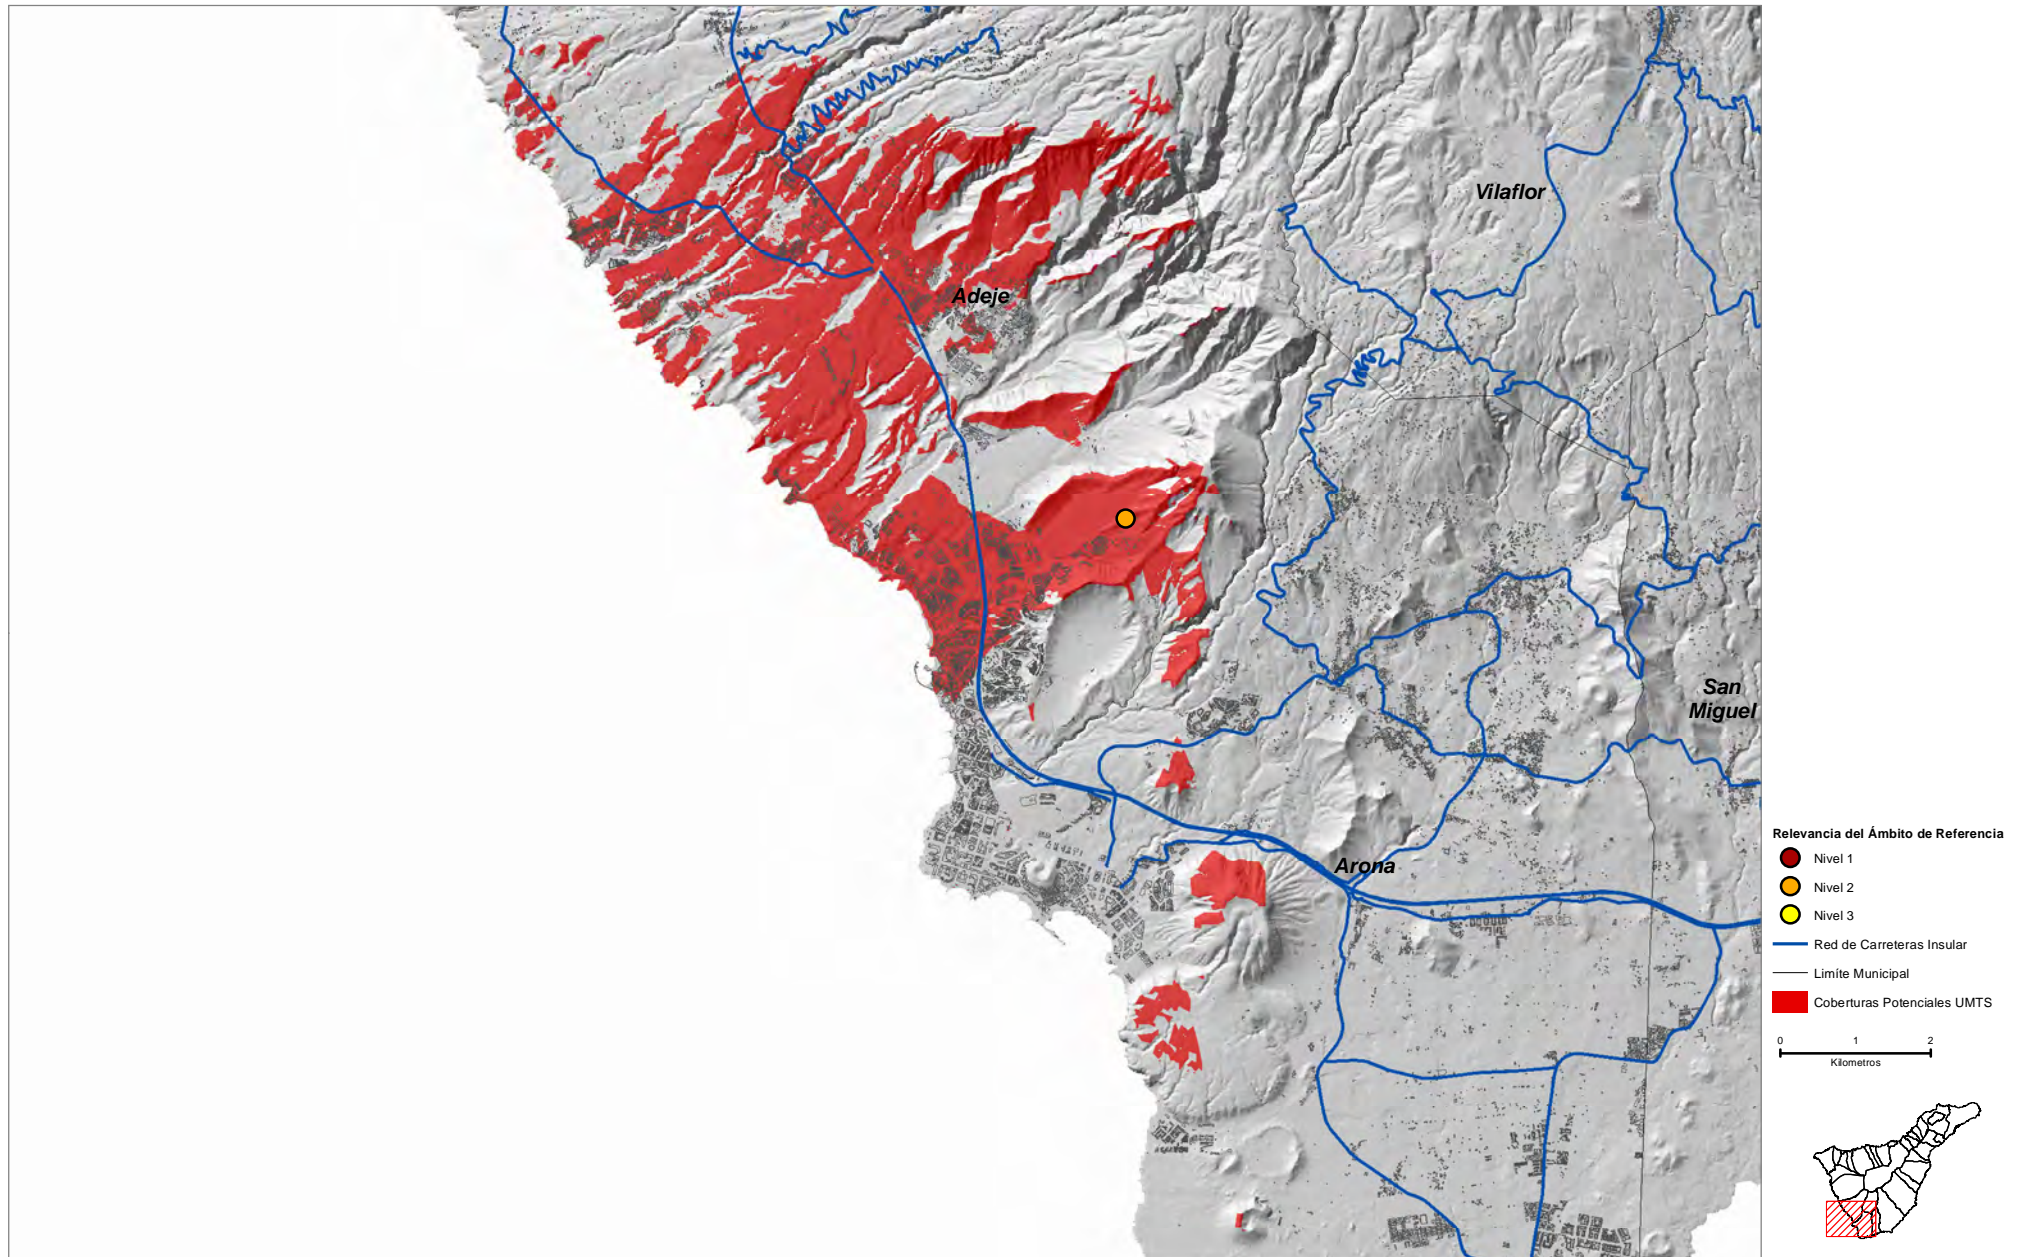 Vilaflor
Adeje
San
Miguel
Arona
Relevancia del Ámbito de Referencia
Nivel 1
Nivel 2
Nivel 3
Red de Carreteras Insular
Limíte Municipal
Coberturas Potenciales UMTS
0 1 2
Kilometros